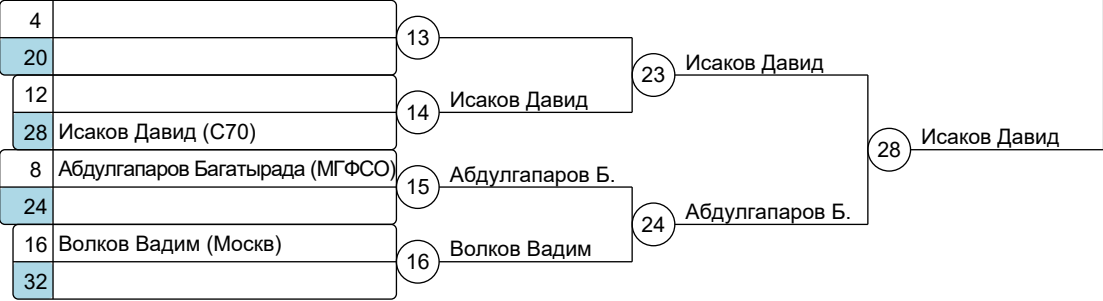 4
20
12
28 Исаков Давид (С70)
8 Абдулгапаров Багатырада (МГФСО)
24
16 Волков Вадим (Москв)
32
13
14 Исаков Давид
15 Абдулгапаров Б.
16 Волков Вадим
23 Исаков Давид
24 Абдулгапаров Б.
28 Исаков Давид